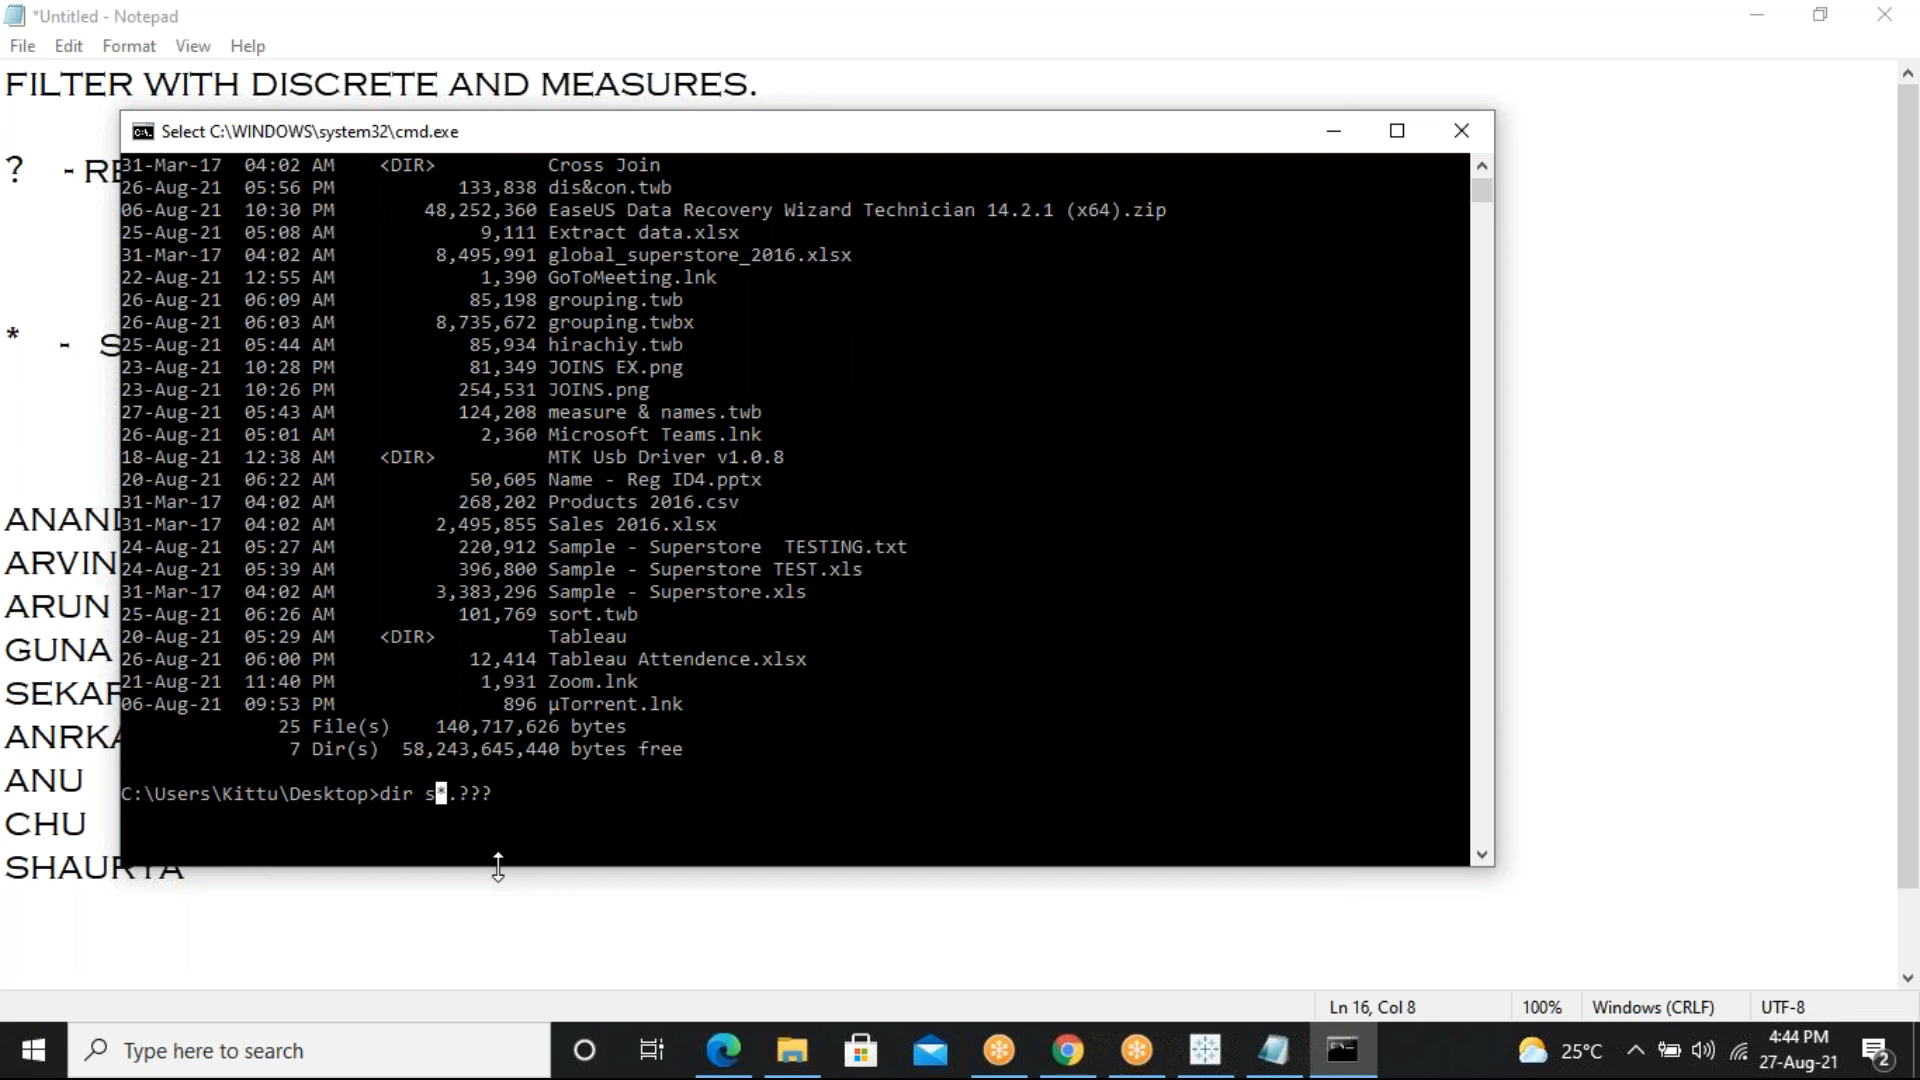 *Untitled - Notepad
File Edit Format View Help
FILTER WITH DISCRETE AND MEASURES.
Select C:\WINDOWS\system32\cmd.exe
? - RE
* - S
ANAND
ARVIN
ARUN
GUNA
SEKAR
ANRKA
ANU
CHU
SHAURYA
31-Mar-17 04:02 AM <DIR> Cross Join
26-Aug-21 05:56 PM 133,838 dis&con.twb
06-Aug-21 10:30 PM 48,252,360 EaseUS Data Recovery Wizard Technician 14.2.1 (x64).zip
25-Aug-21 05:08 AM 9,111 Extract data.xlsx
31-Mar-17 04:02 AM 8,495,991 global_superstore_2016.xlsx
22-Aug-21 12:55 AM 1,390 GoToMeeting.lnk
26-Aug-21 06:09 AM 85,198 grouping.twb
26-Aug-21 06:03 AM 8,735,672 grouping.twbx
25-Aug-21 05:44 AM 85,934 hirachiy.twb
23-Aug-21 10:28 PM 81,349 JOINS EX.png
23-Aug-21 10:26 PM 254,531 JOINS.png
27-Aug-21 05:43 AM 124,208 measure & names.twb
26-Aug-21 05:01 AM 2,360 Microsoft Teams.lnk
18-Aug-21 12:38 AM <DIR> MTK Usb Driver v1.0.8
20-Aug-21 06:22 AM 50,605 Name - Reg ID4.pptx
31-Mar-17 04:02 AM 268,202 Products 2016.csv
31-Mar-17 04:02 AM 2,495,855 Sales 2016.xlsx
24-Aug-21 05:27 AM 220,912 Sample - Superstore  TESTING.txt
24-Aug-21 05:39 AM 396,800 Sample - Superstore TEST.xls
31-Mar-17 04:02 AM 3,383,296 Sample - Superstore.xls
25-Aug-21 06:26 AM 101,769 sort.twb
20-Aug-21 05:29 AM <DIR> Tableau
26-Aug-21 06:00 PM 12,414 Tableau Attendence.xlsx
21-Aug-21 11:40 PM 1,931 Zoom.lnk
06-Aug-21 09:53 PM 896 µTorrent.lnk
25 File(s) 140,717,626 bytes
7 Dir(s) 58,243,645,440 bytes free
C:\Users\Kittu\Desktop>dir s*.???
Ln 16, Col 8 100% Windows (CRLF) UTF-8
Type here to search
25°C
4:44 PM
27-Aug-21
2